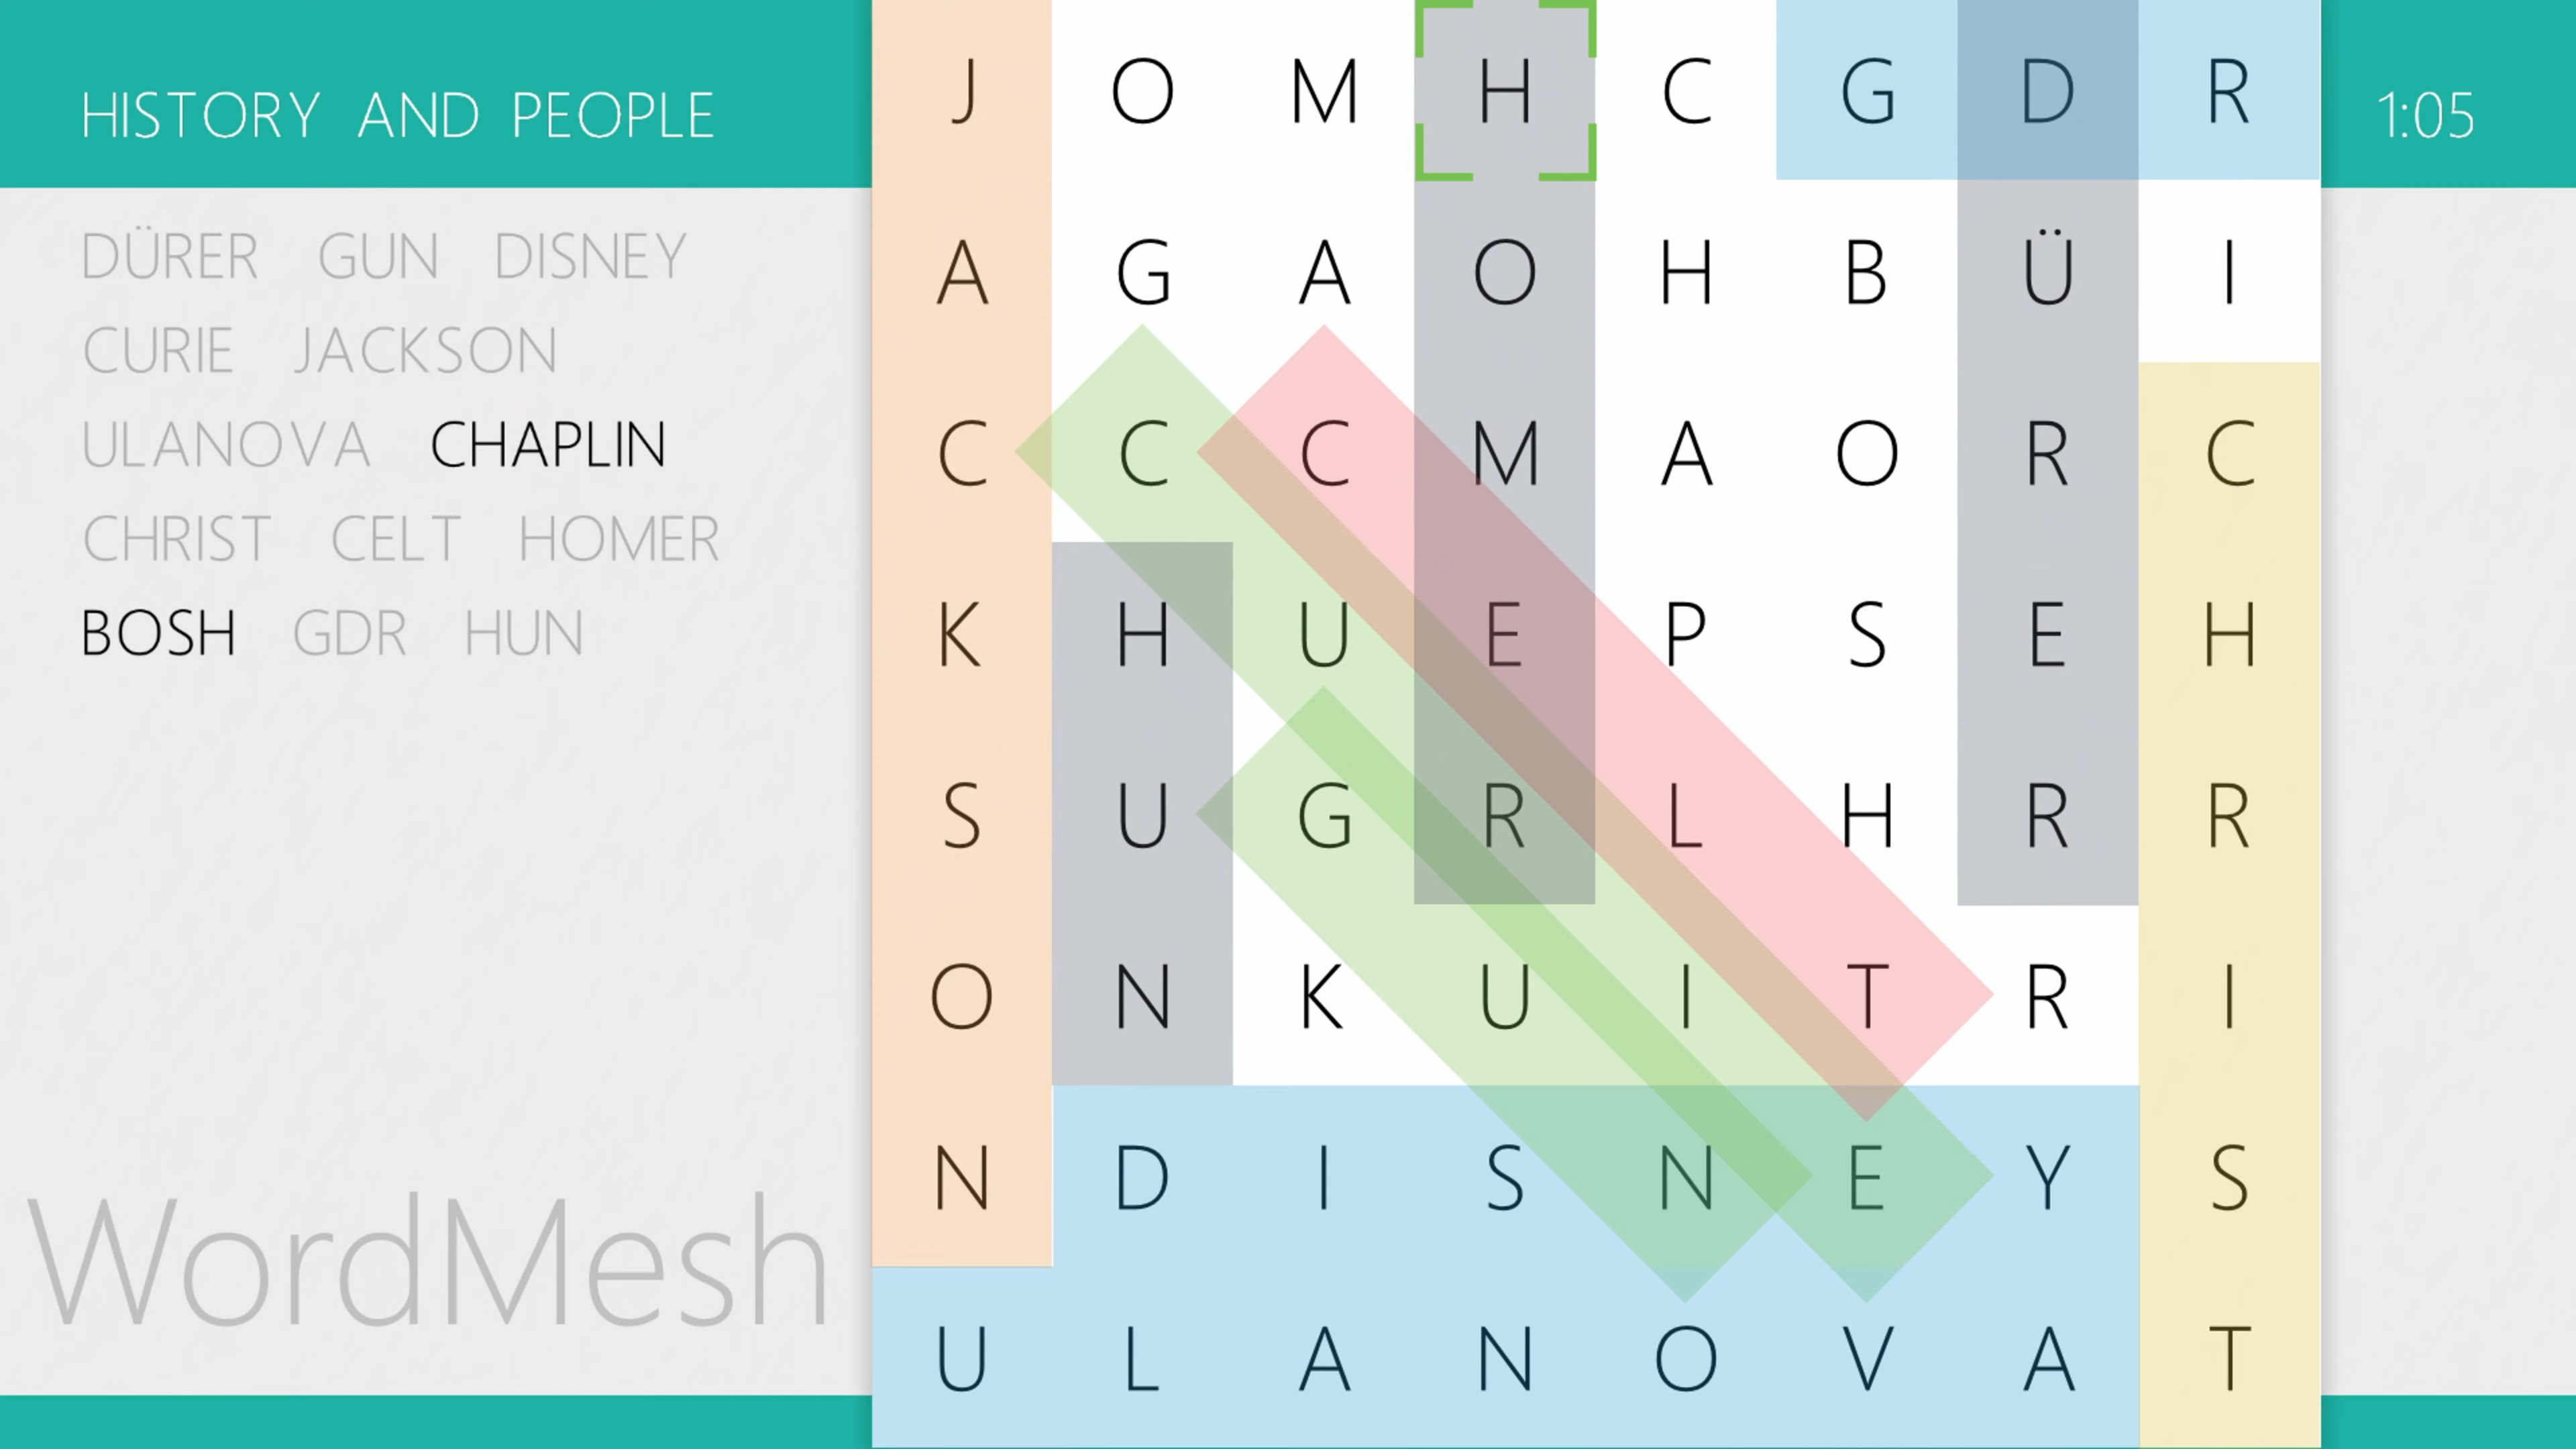 HISTORY AND PEOPLE
1:05
DÜRER GUN DISNEY
CURIE JACKSON
ULANOVA CHAPLIN
CHRIST CELT HOMER
BOSH GDR HUN
J O M H C G D R
A G A O H B Ü I
C C C M A O R C
K H U E P S E H
S U G R L H R R
O N K U I T R I
N D I S N E Y S
U L A N O V A T
WordMesh